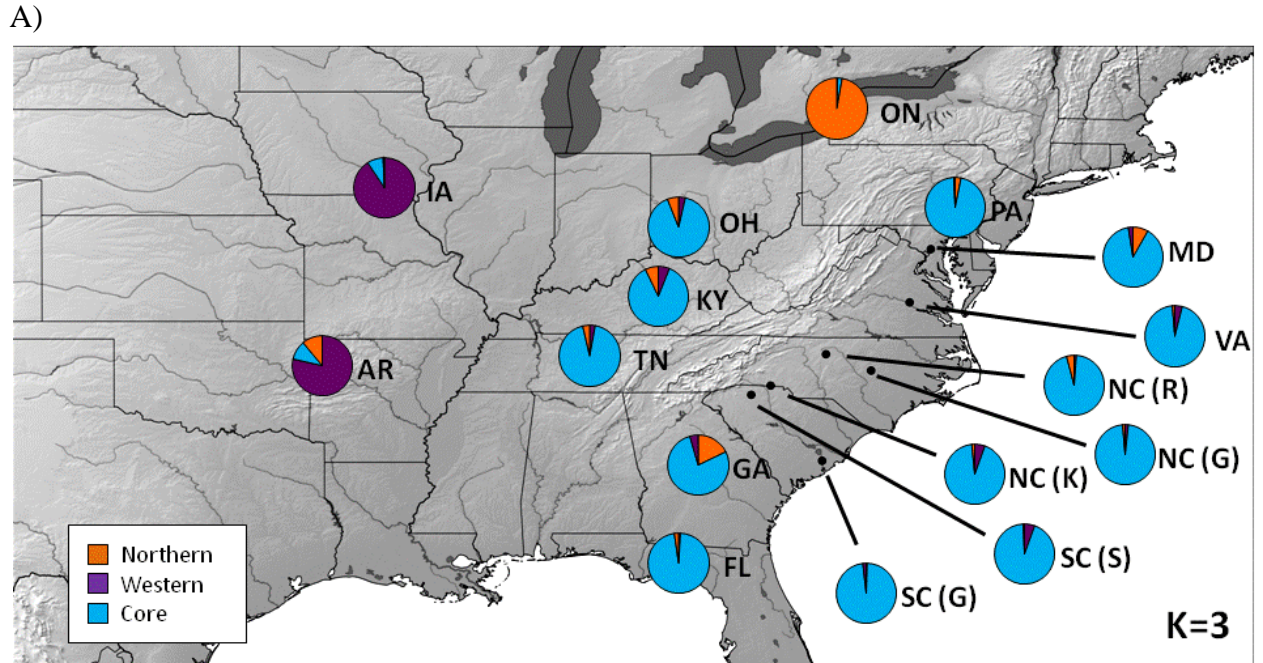 A)
ON
IA
PA
OH
MD
KY
VA
TN
AR
NC (R)
NC (G)
GA
NC (K)
SC (S)
FL
SC (G)
Northern
Western
Core
K=3